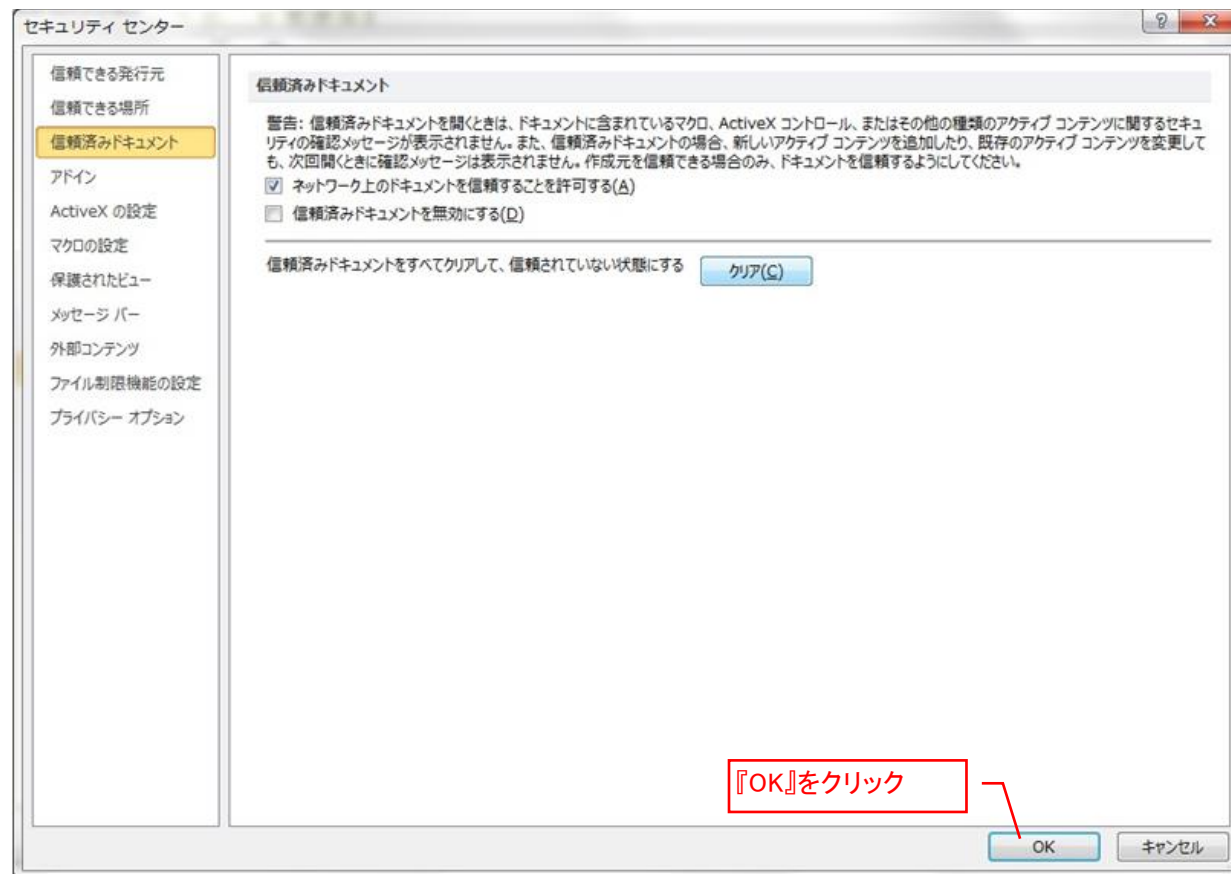 セキュリティ センター
信頼できる発行元
信頼できる場所
信頼済みドキュメント
アドイン
ActiveX の設定
マクロの設定
保護されたビュー
メッセージ バー
外部コンテンツ
ファイル制限機能の設定
プライバシー オプション
信頼済みドキュメント
警告: 信頼済みドキュメントを開くときは、ドキュメントに含まれているマクロ、ActiveX コントロール、またはその他の種類のアクティブ コンテンツに関するセキュ
リティの確認メッセージが表示されません。また、信頼済みドキュメントの場合、新しいアクティブ コンテンツを追加したり、既存のアクティブ コンテンツを変更して
も、次回開くときに確認メッセージは表示されません。作成元を信頼できる場合のみ、ドキュメントを信頼するようにしてください。
ネットワーク上のドキュメントを信頼することを許可する(A)
信頼済みドキュメントを無効にする(D)
信頼済みドキュメントをすべてクリアして、信頼されていない状態にする クリア(C)
『OK』をクリック
OK キャンセル